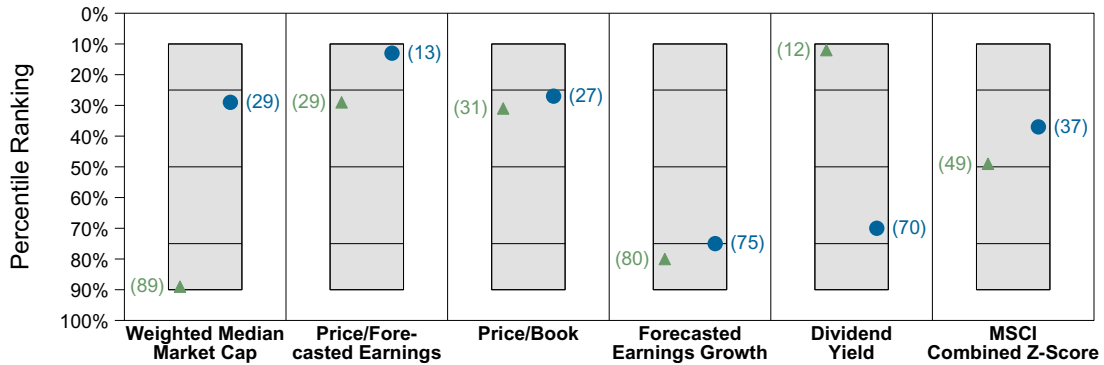 Percentile Ranking
0%
10%
20%
30%
40%
50%
60%
70%
80%
90%
100%
(89)
(29)
(29)
(13)
(31)
(27)
(80)
(75)
(12)
(70)
(49)
(37)
Weighted Median
Market Cap
Price/Fore-
casted Earnings
Price/Book
Forecasted
Earnings Growth
Dividend
Yield
MSCI
Combined Z-Score